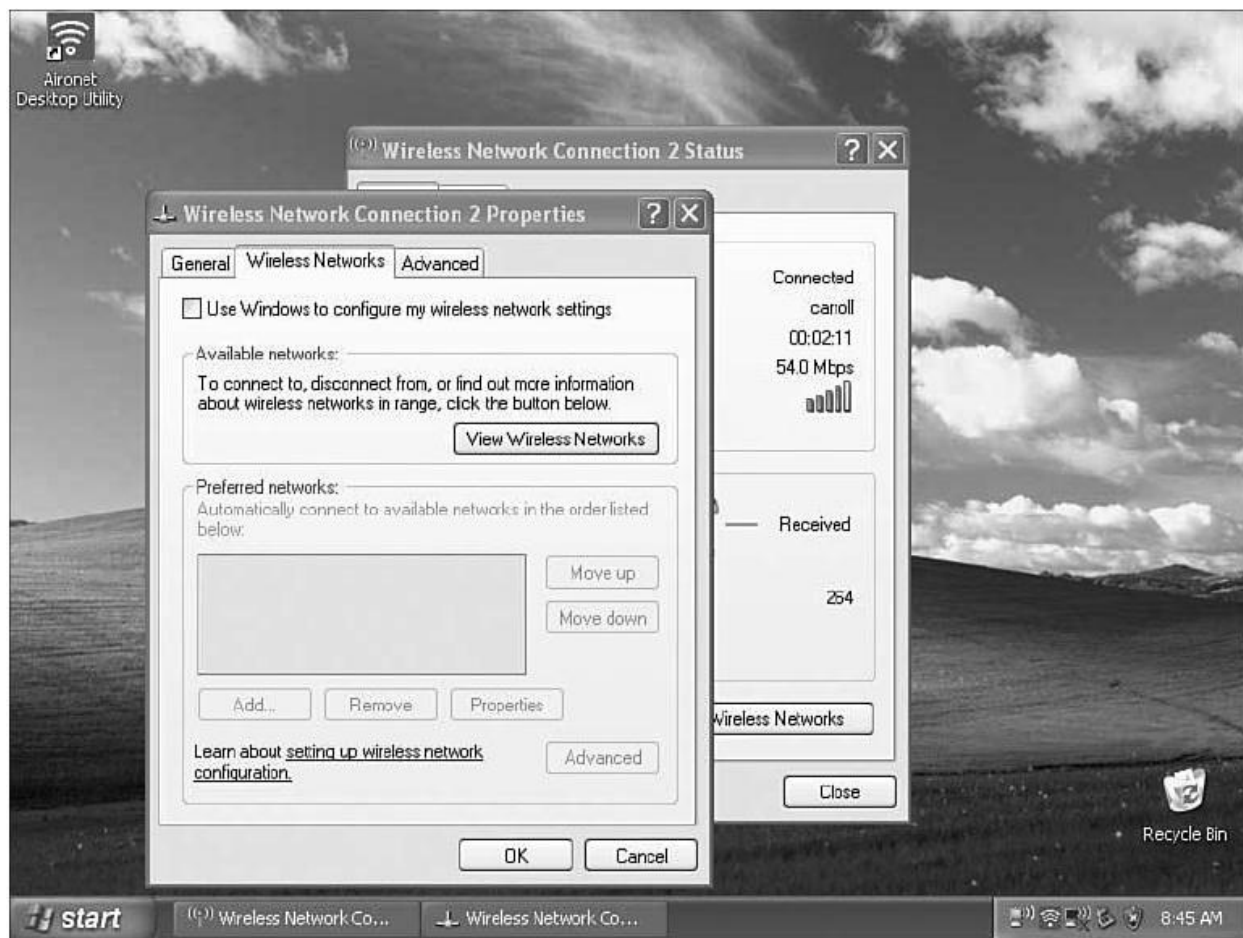 Aironet
Desktop Utility
Wireless Network Connection 2 Status
Wireless Network Connection 2 Properties
General
Wireless Networks
Advanced
Use Windows to configure my wireless network settings
Available networks:
To connect to, disconnect from, or find out more information
about wireless networks in range, click the button below.
View Wireless Networks
Preferred networks:
Automatically connect to available networks in the order listed
below:
Move up
Move down
Add...
Remove
Properties
Learn about setting up wireless network
configuration.
Advanced
OK
Cancel
Connected
carroll
00:02:11
54.0 Mbps
Received
264
Wireless Networks
Close
Recycle Bin
start
Wireless Network Co...
Wireless Network Co...
8:45 AM